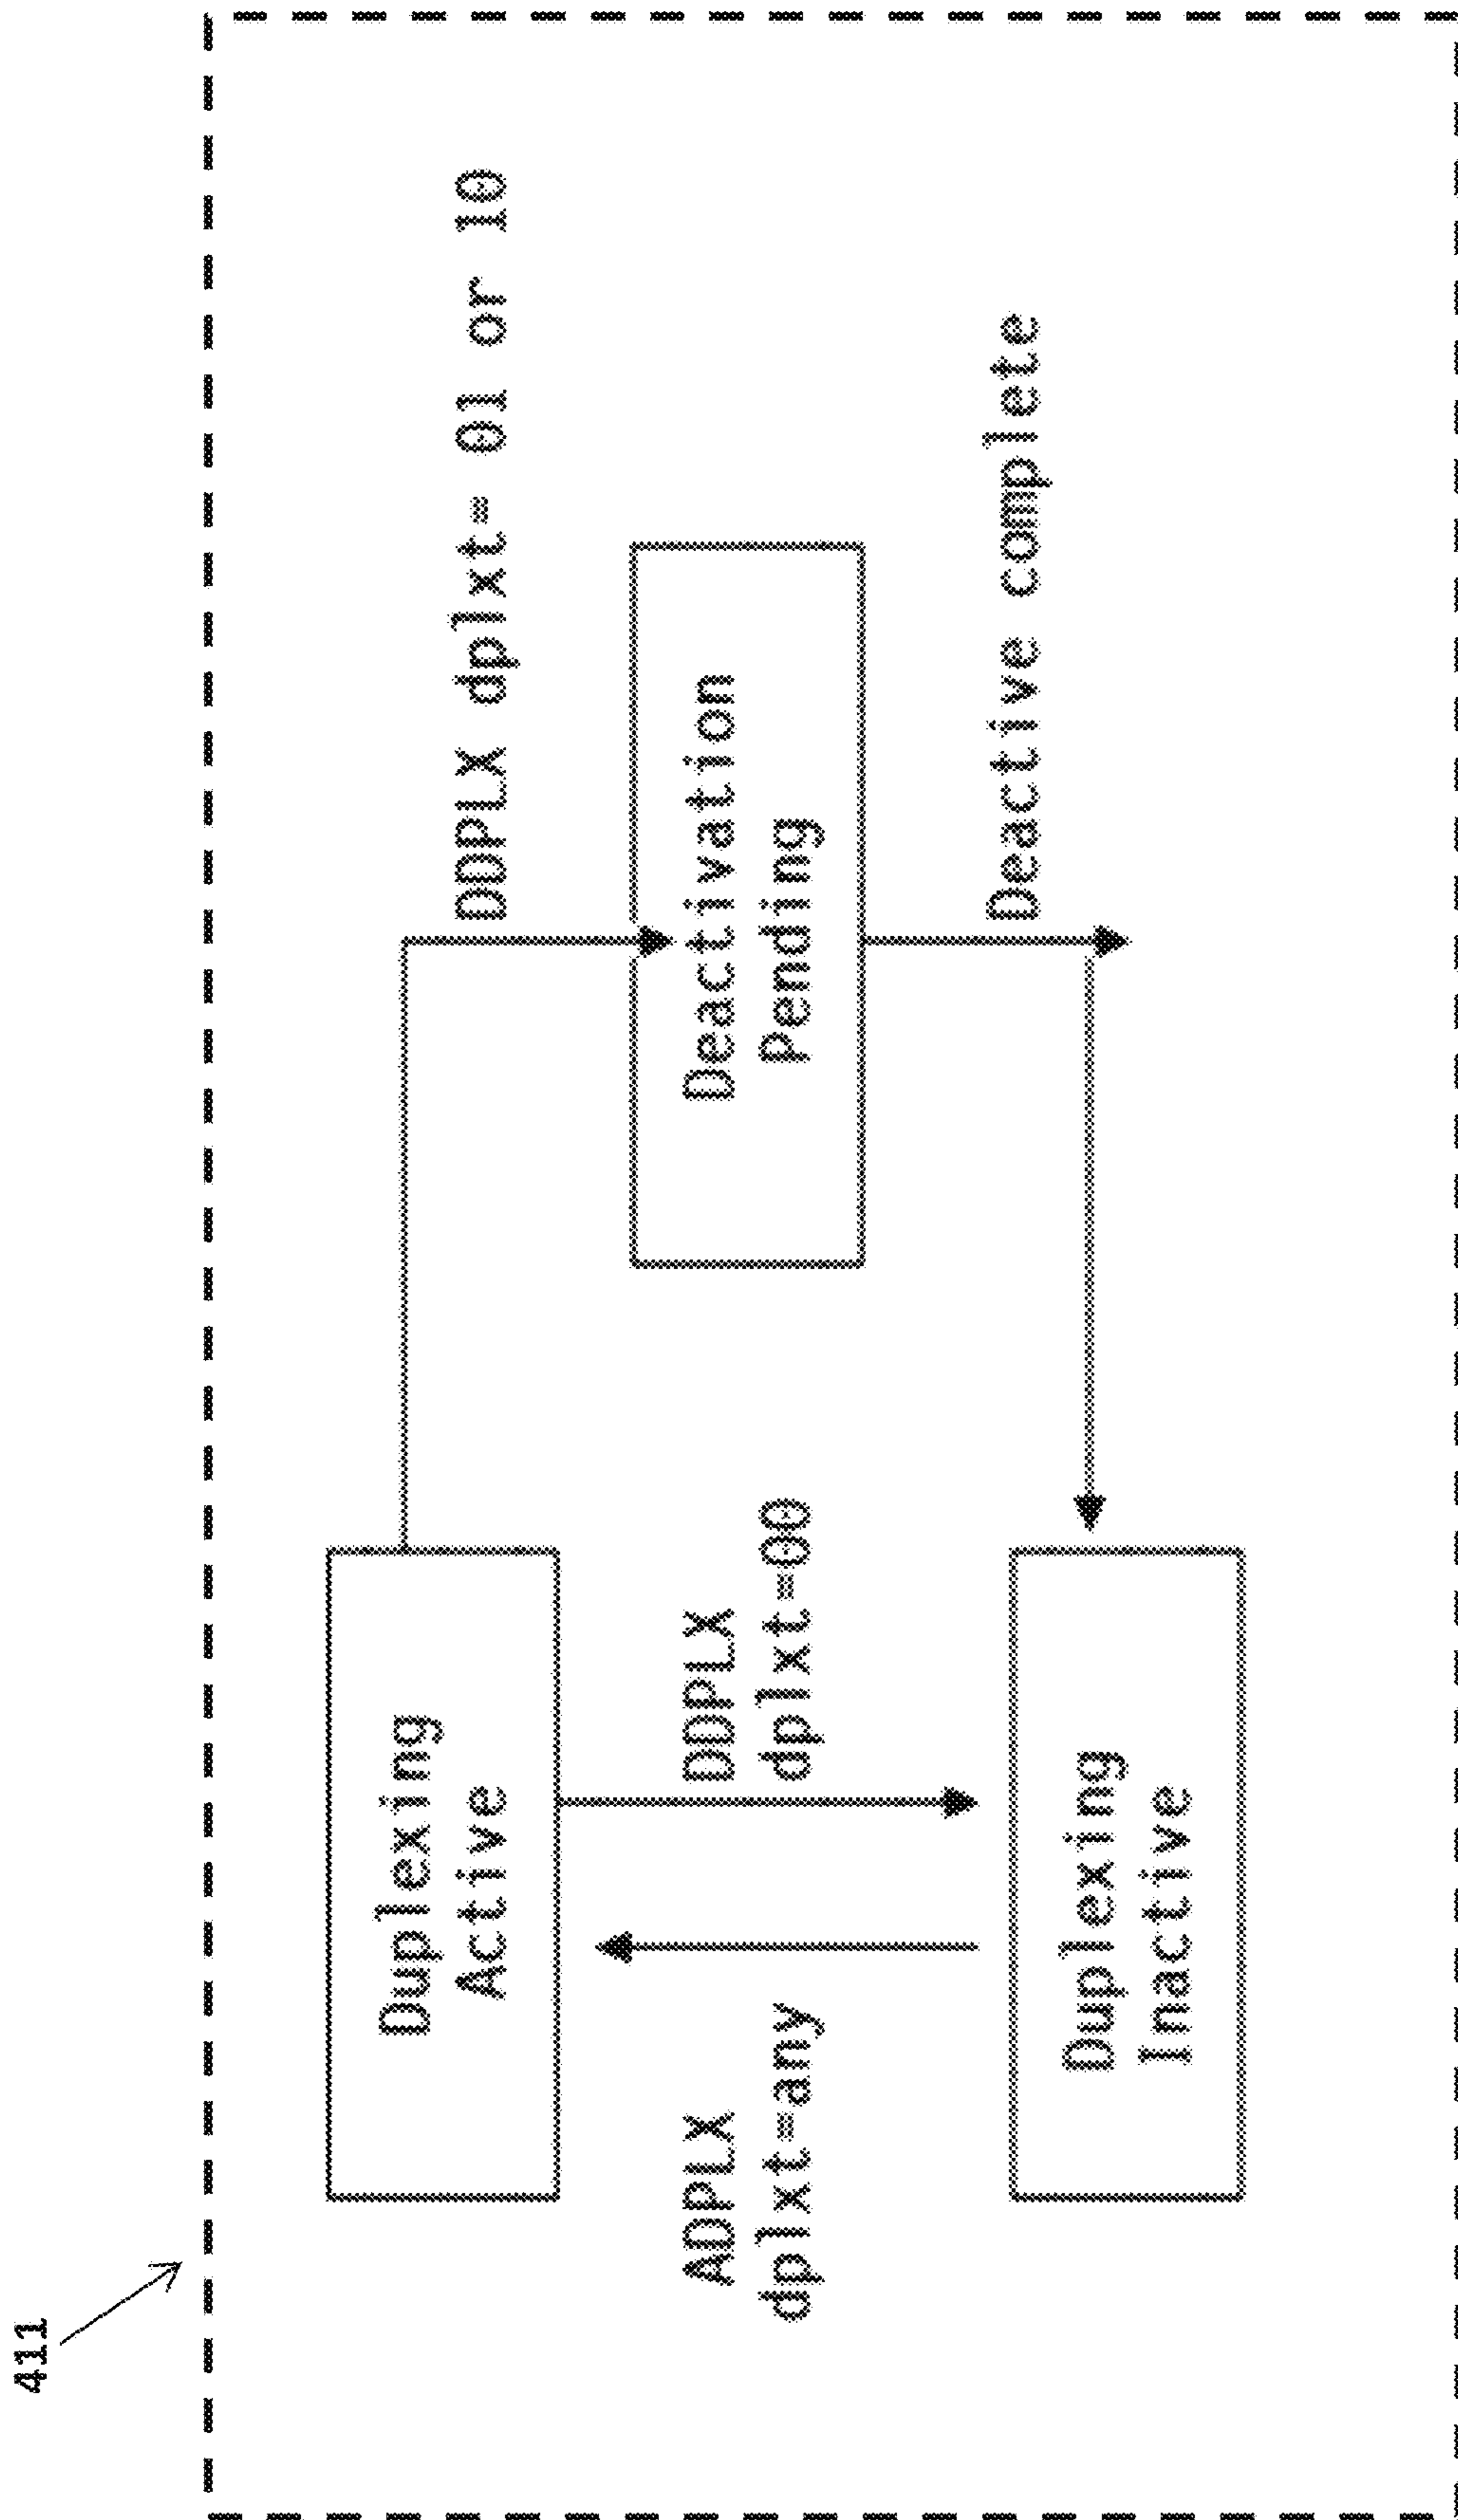 411
Duplexing
Active
DDPLX dplxt= 01 or 10
ADPLX
dplxt=any
DDPLX
dplxt=00
Deactivation
Pending
Duplexing
Inactive
Deactive complete